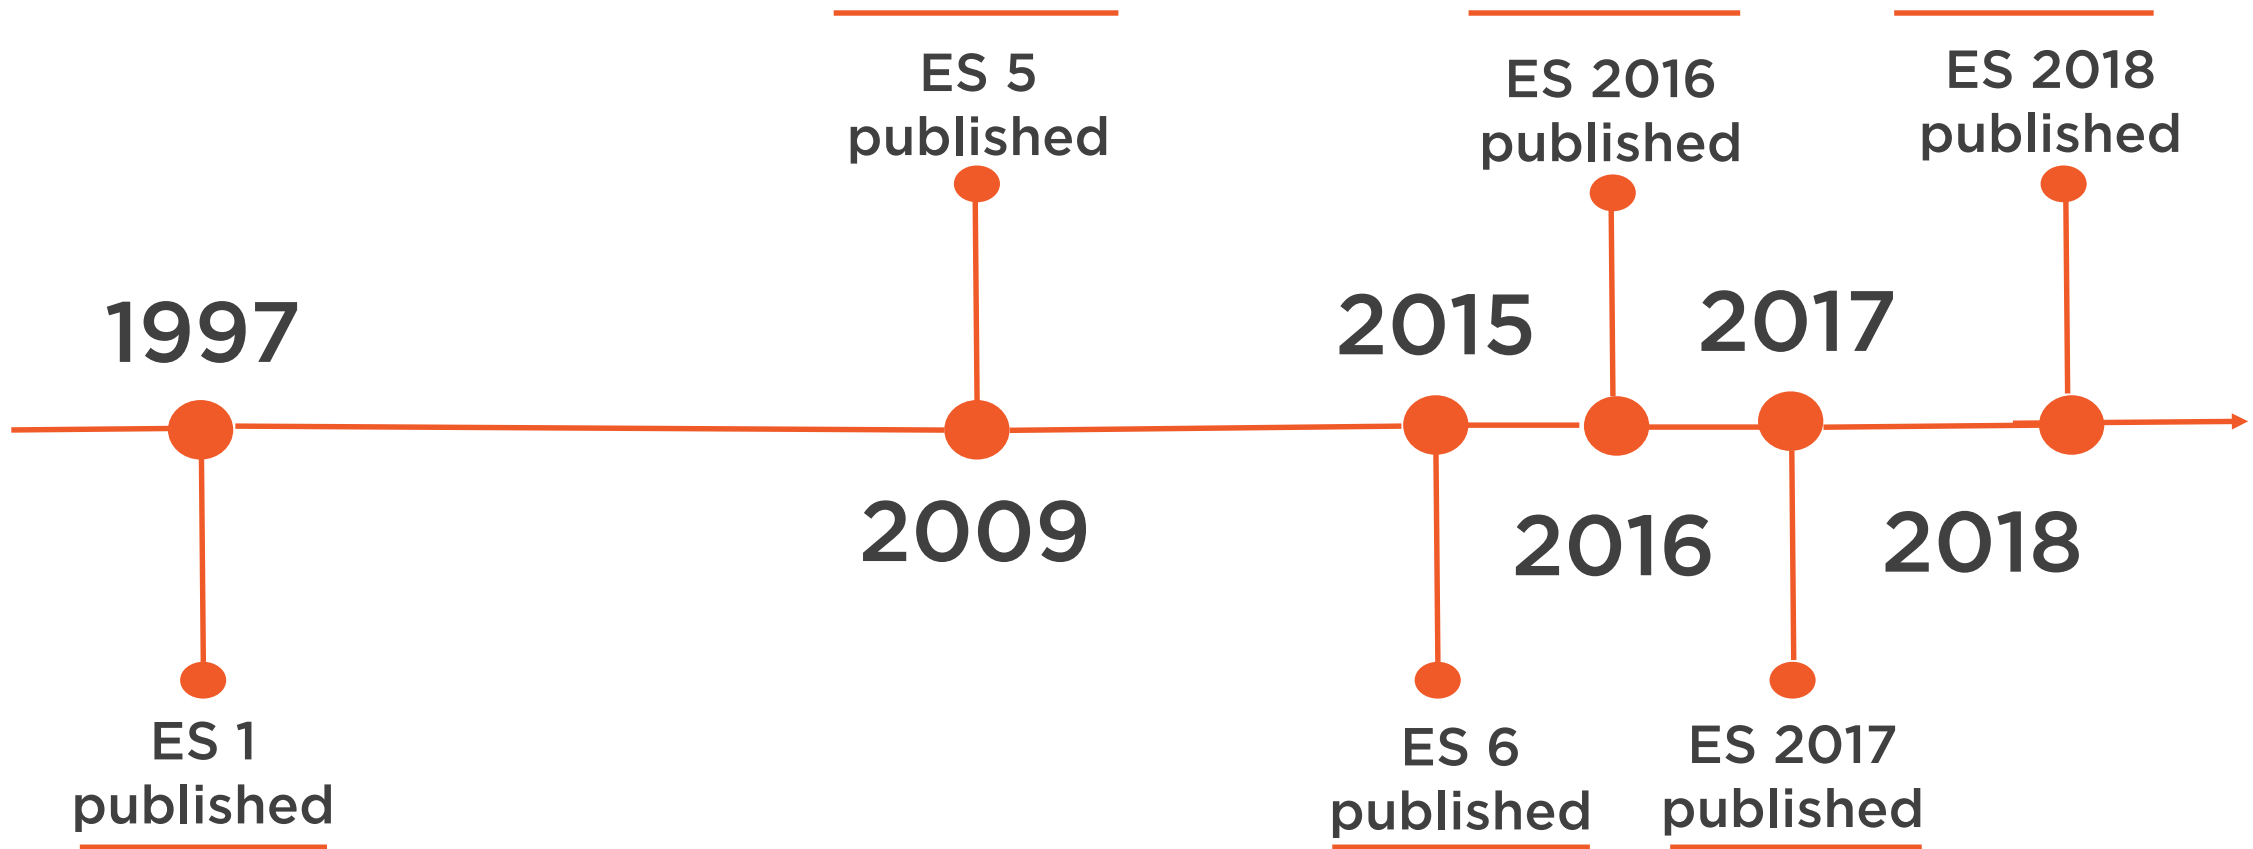 ES 5
published
ES 2016
published
ES 2018
published
1997
2015
2017
2009
2016
2018
ES 1
published
ES 6
published
ES 2017
published